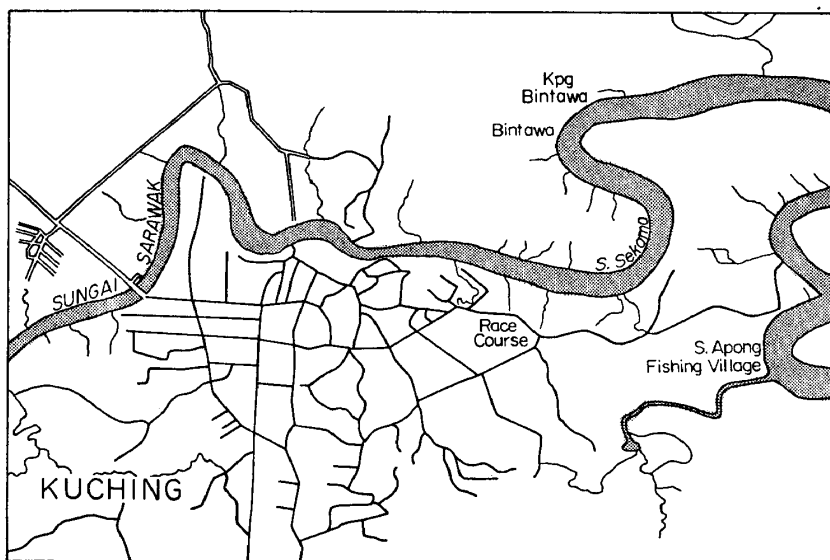 Kpg
Bintawa
Bintawa
SUNGAI SARAWAK
S. Sekama
Race
Course
S. Apong
Fishing Village
KUCHING